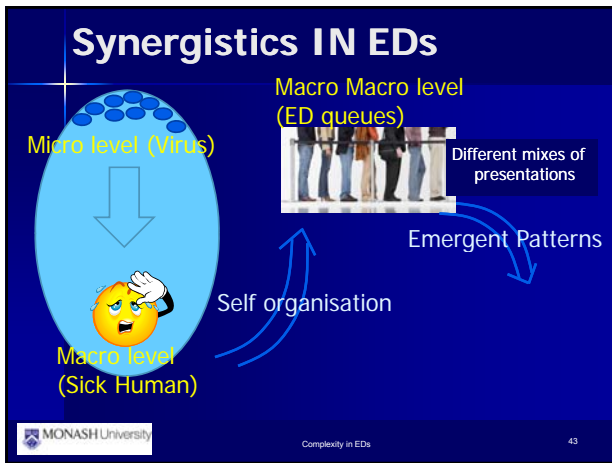 Synergistics IN EDs
Micro level (Virus)
Macro level
(Sick Human)
Self organisation
Macro Macro level
(ED queues)
Different mixes of
presentations
Emergent Patterns
MONASH University
Complexity in EDs
43